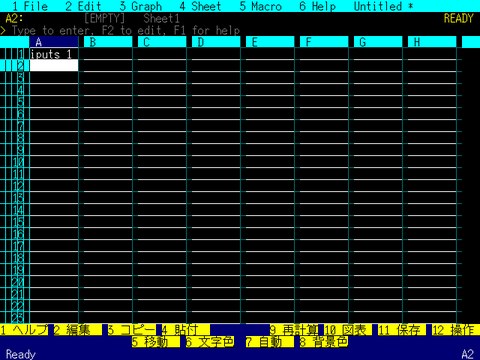 1 File 2 Edit 3 Graph 4 Sheet 5 Macro 6 Help Untitled *
A2: [EMPTY] Sheet1 READY
> Type to enter, F2 to edit, F1 for help
A B C D E F G H
1 iputs 1
2
3
4
5
6
7
8
9
10
11
12
13
14
15
16
17
18
19
20
21
22
23
1 ヘルプ 2 編集 3 コピー 4 貼付 9 再計算 10 図表 11 保存 12 操作
5 移動 6 文字色 7 自動 8 背景色
Ready A2